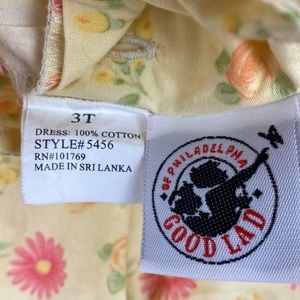 3T
DRESS: 100% COTTON
STYLE#5456
RN#101769
MADE IN SRI LANKA
OF PHILADELPHIA
GOOD LAD